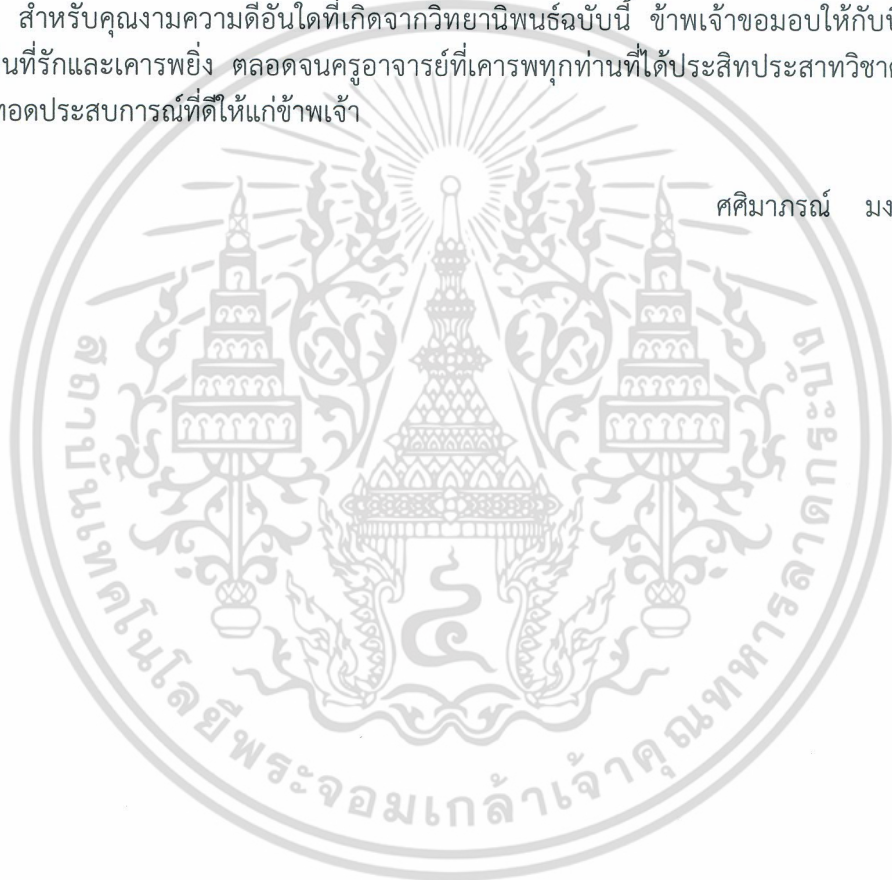 สำหรับคุณงามความดีอันใดที่เกิดจากวิทยานิพนธ์ฉบับนี้ ข้าพเจ้าขอมอบให้กับ
นที่รักและเคารพยิ่ง ตลอดจนครูอาจารย์ที่เคารพทุกท่านที่ได้ประสิทธิประสาทวิชา
ทอดประสบการณ์ที่ดีให้แก่ข้าพเจ้า
ศศิมาภรณ์ มง
๔
สถาบันเทคโนโลยีพระจอมเกล้าเจ้าคุณทหารลาดกระบัง